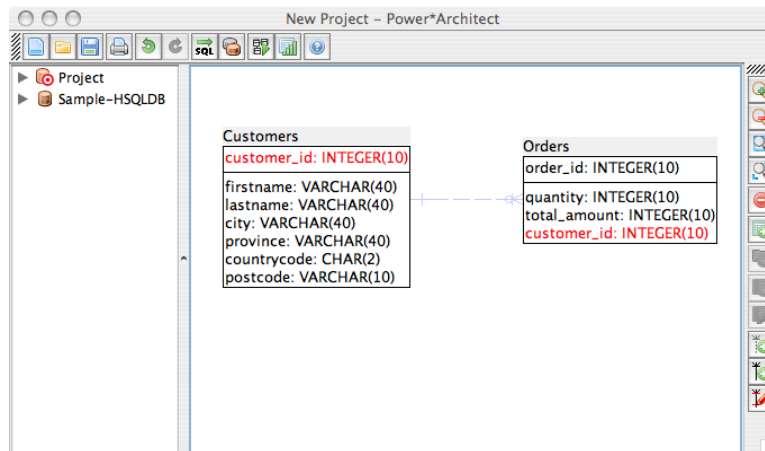 New Project – Power*Architect
SQL
Project
Sample-HSQLDB
Customers
customer_id: INTEGER(10)
firstname: VARCHAR(40)
lastname: VARCHAR(40)
city: VARCHAR(40)
province: VARCHAR(40)
countrycode: CHAR(2)
postcode: VARCHAR(10)
Orders
order_id: INTEGER(10)
quantity: INTEGER(10)
total_amount: INTEGER(10)
customer_id: INTEGER(10)